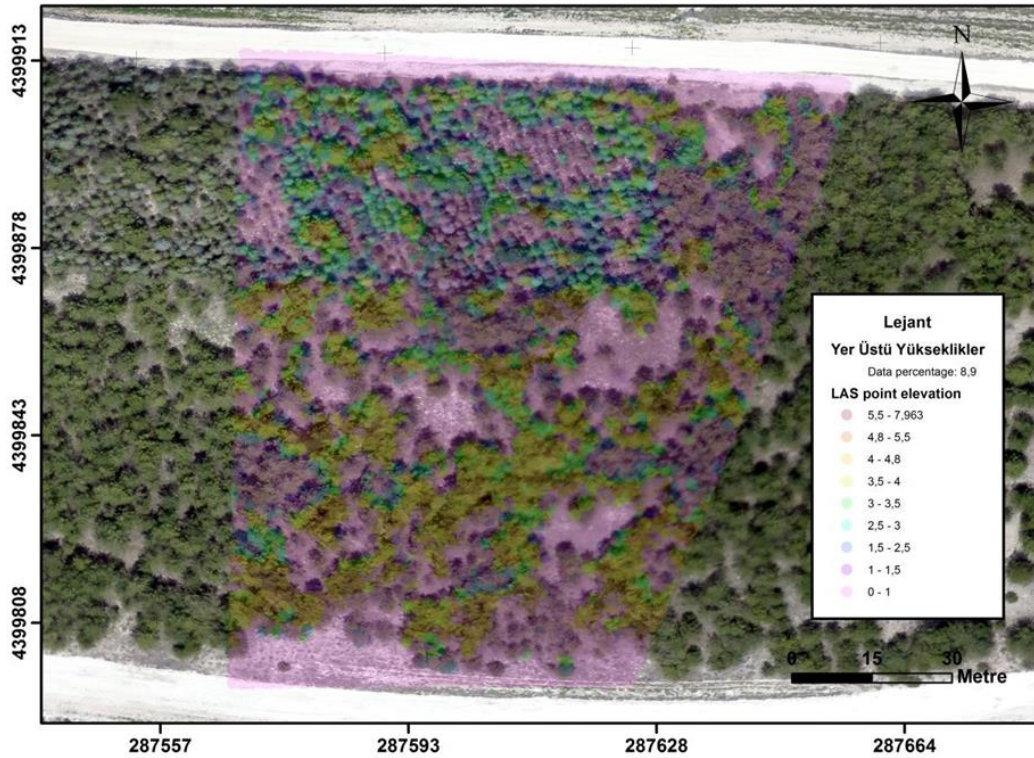 4399913
4399878
4399843
4399808
N
Lejant
Yer Üstü Yükseklikler
Data percentage: 8,9
LAS point elevation
5,5 - 7,963
4,8 - 5,5
4 - 4,8
3,5 - 4
3 - 3,5
2,5 - 3
1,5 - 2,5
1 - 1,5
0 - 1
0 15 30
Metre
287557 287593 287628 287664